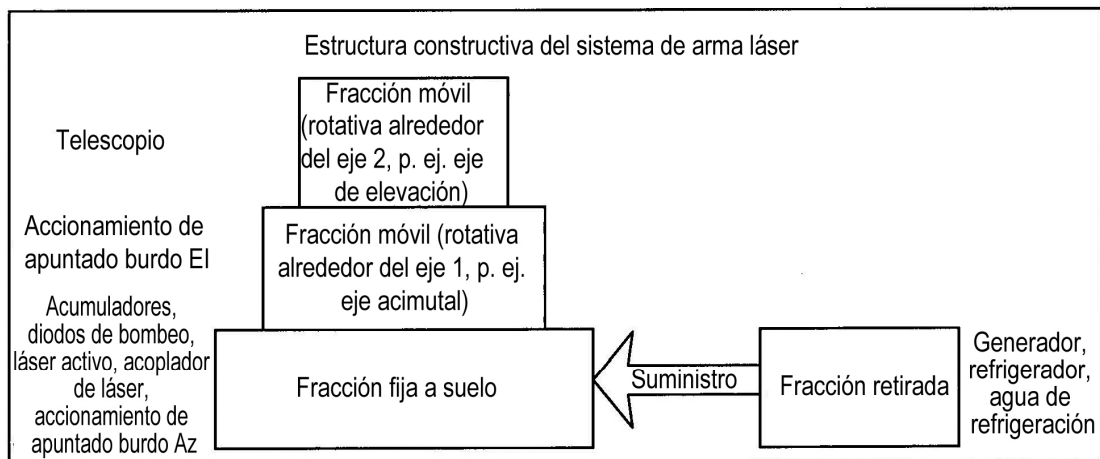 Estructura constructiva del sistema de arma láser
Telescopio
Fracción móvil
(rotativa alrededor
del eje 2, p. ej. eje
de elevación)
Accionamiento de
apuntado burdo El
Fracción móvil (rotativa
alrededor del eje 1, p. ej.
eje acimutal)
Acumuladores,
diodos de bombeo,
láser activo, acoplador
de láser,
accionamiento de
apuntado burdo Az
Fracción fija a suelo
Suministro
Fracción retirada
Generador,
refrigerador,
agua de
refrigeración